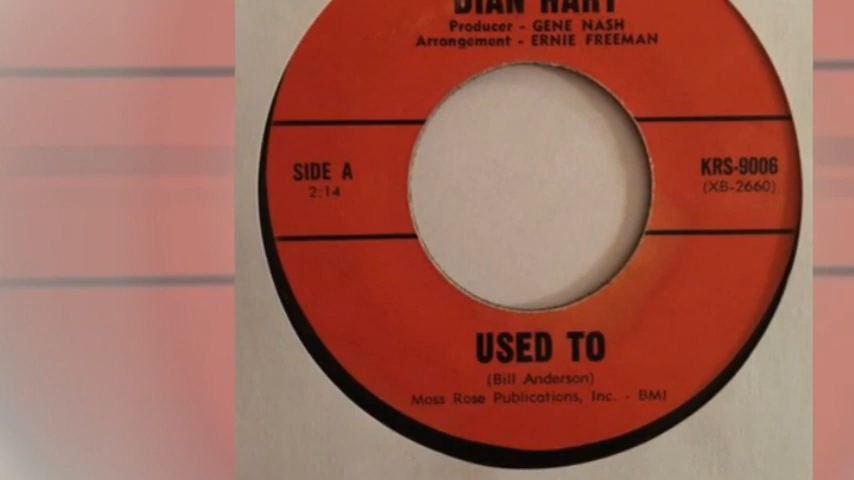 DIAN HART
Producer - GENE NASH
Arrangement - ERNIE FREEMAN
SIDE A
2:14
KRS-9006
(XB-2660)
USED TO
(Bill Anderson)
Moss Rose Publications, Inc. - BMI